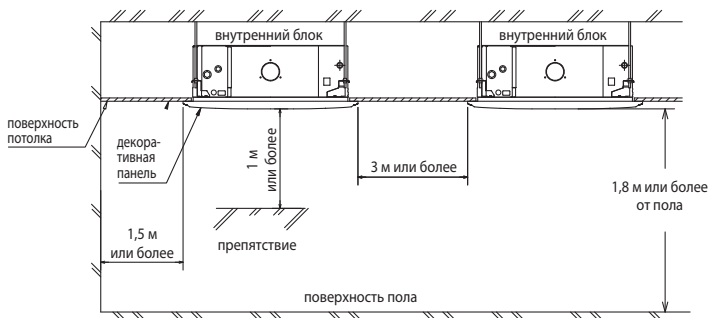 внутренний блок
внутренний блок
поверхность
потолка
декора-
тивная
панель
1 м
или более
3 м или более
1,8 м или более
от пола
1,5 м
или более
препятствие
поверхность пола